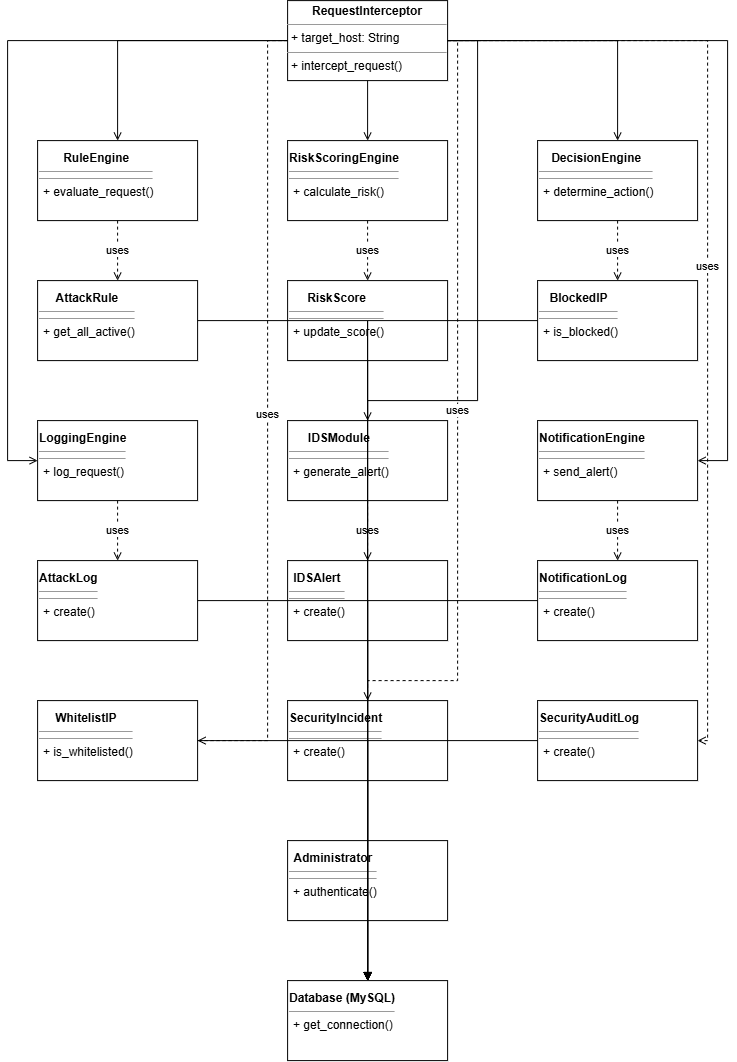 RequestInterceptor
+ target_host: String
+ intercept_request()
RuleEngine
+ evaluate_request()
RiskScoringEngine
+ calculate_risk()
DecisionEngine
+ determine_action()
uses
uses
uses
uses
AttackRule
+ get_all_active()
RiskScore
+ update_score()
BlockedIP
+ is_blocked()
uses
uses
LoggingEngine
+ log_request()
IDSModule
+ generate_alert()
NotificationEngine
+ send_alert()
uses
uses
uses
AttackLog
+ create()
IDSAlert
+ create()
NotificationLog
+ create()
WhitelistIP
+ is_whitelisted()
SecurityIncident
+ create()
SecurityAuditLog
+ create()
Administrator
+ authenticate()
Database (MySQL)
+ get_connection()